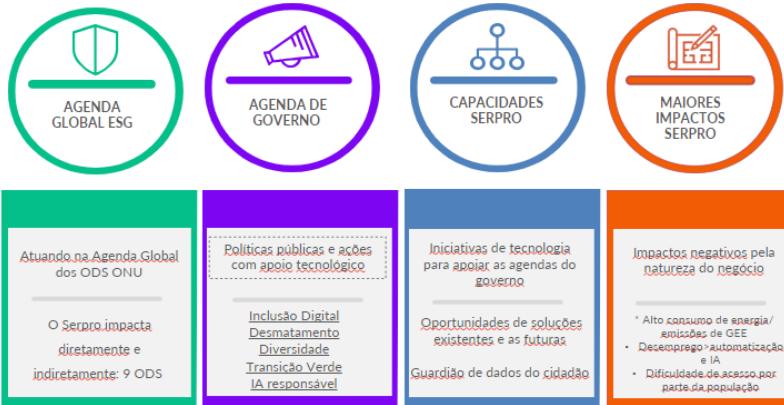 AGENDA
GLOBAL ESG
AGENDA DE
GOVERNO
CAPACIDADES
SERPRO
MAIORES
IMPACTOS
SERPRO
Atuando na Agenda Global
dos ODS ONU
O Serpro impacta
diretamente e
indiretamente: 9 ODS
Políticas públicas e ações
com apoio tecnológico
Inclusão Digital
Desmatamento
Diversidade
Transição Verde
IA responsável
Iniciativas de tecnologia
para apoiar as agendas do
governo
Oportunidades de soluções
existentes e as futuras
Guardião de dados do cidadão
Impactos negativos pela
natureza do negócio
* Alto consumo de energia/
emissões de GEE
• Desemprego>automatização
e IA
• Dificuldade de acesso por
parte da população